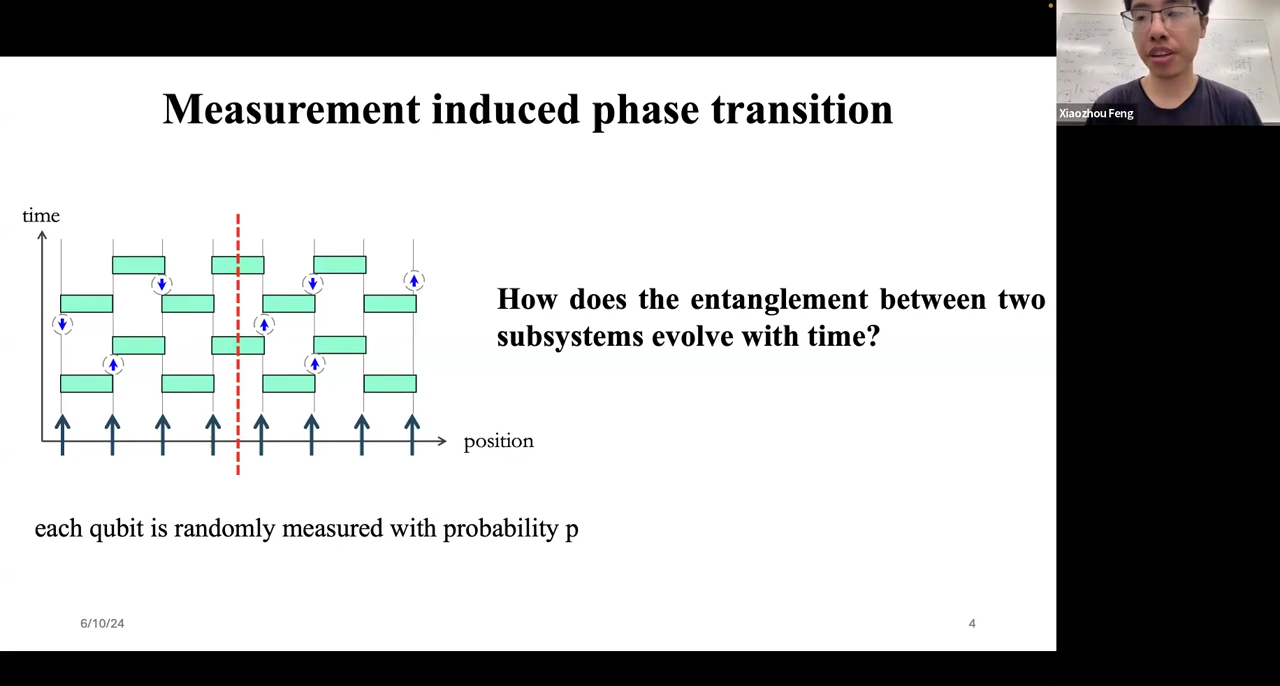 Measurement induced phase transition
Xiaozhou Feng
time
How does the entanglement between two
subsystems evolve with time?
position
each qubit is randomly measured with probability p
6/10/24
4